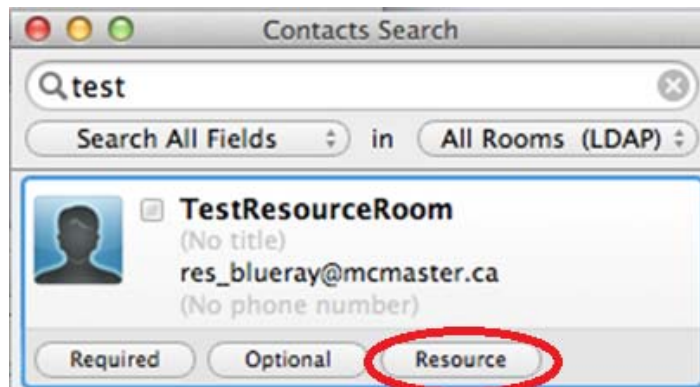 Contacts Search
test
Search All Fields in All Rooms (LDAP)
TestResourceRoom
(No title)
res_blueray@mcmaster.ca
(No phone number)
Required Optional Resource